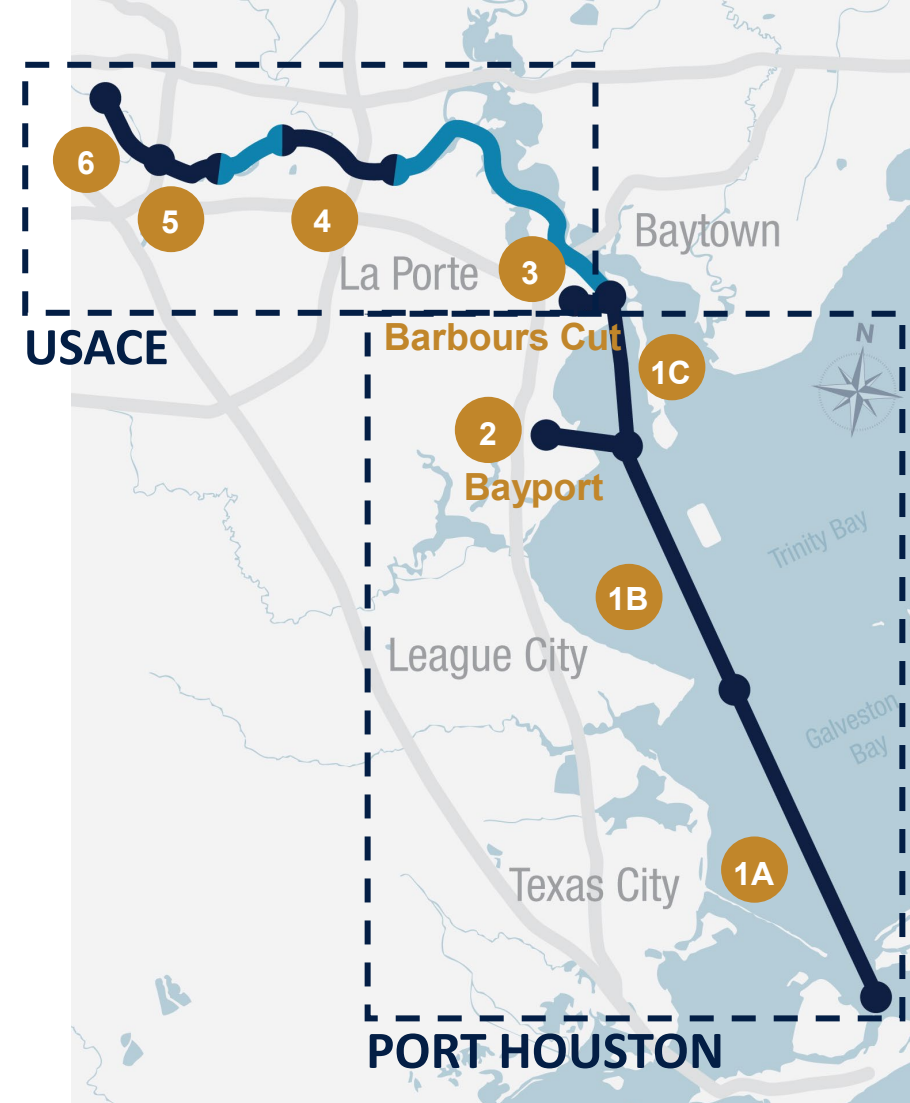 6
5
4
3
La Porte
Baytown
USACE
Barbours Cut
N
1C
2
Bayport
Trinity Bay
1B
League City
Galveston
Bay
1A
Texas City
PORT HOUSTON